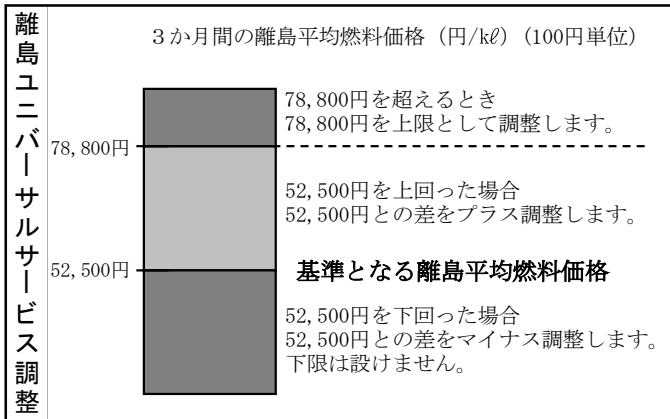 離島ユニバーサルサービス調整
3か月間の離島平均燃料価格（円/kℓ）(100円単位)
78,800円を超えるとき
78,800円を上限として調整します。
78,800円
52,500円を上回った場合
52,500円との差をプラス調整します。
52,500円
基準となる離島平均燃料価格
52,500円を下回った場合
52,500円との差をマイナス調整します。
下限は設けません。